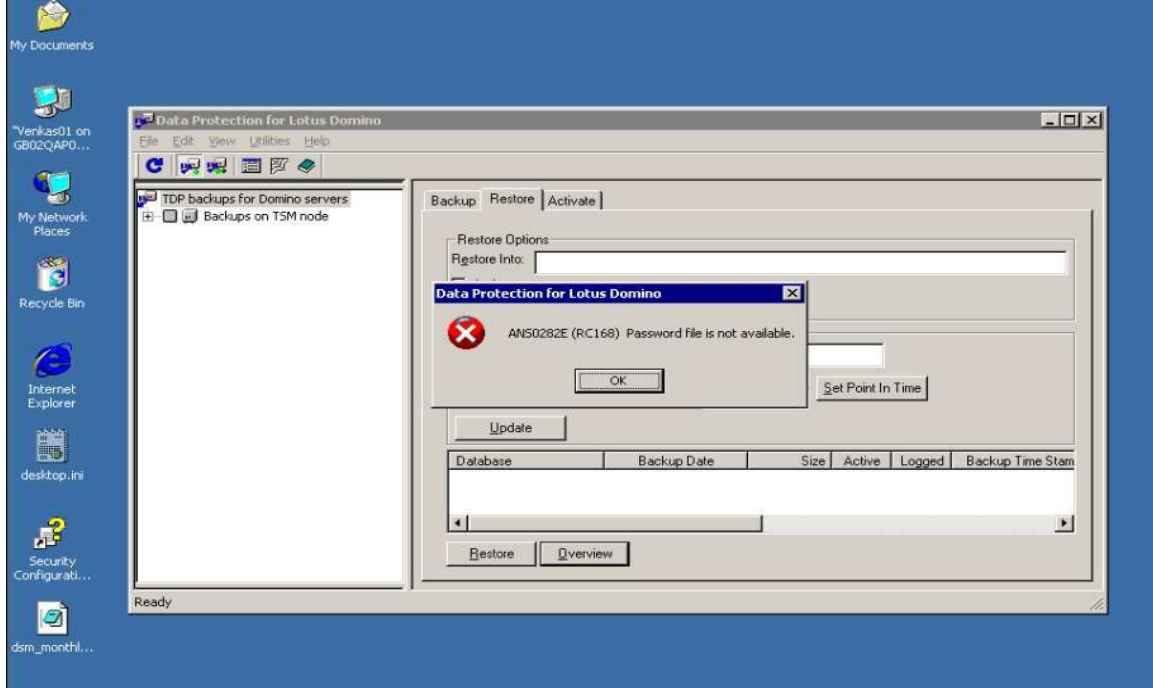 My Documents
"Venkas01 on
GB02QAP0...
My Network
Places
Recycle Bin
Internet
Explorer
desktop.ini
Security
Configurati...
dsm_monthl...
Data Protection for Lotus Domino
File Edit View Utilities Help
TDP backups for Domino servers
Backups on TSM node
Backup Restore Activate
Restore Options
Restore Into:
Data Protection for Lotus Domino
ANS0282E (RC168) Password file is not available.
OK
Set Point In Time
Update
Database Backup Date Size Active Logged Backup Time Stam
Restore Overview
Ready